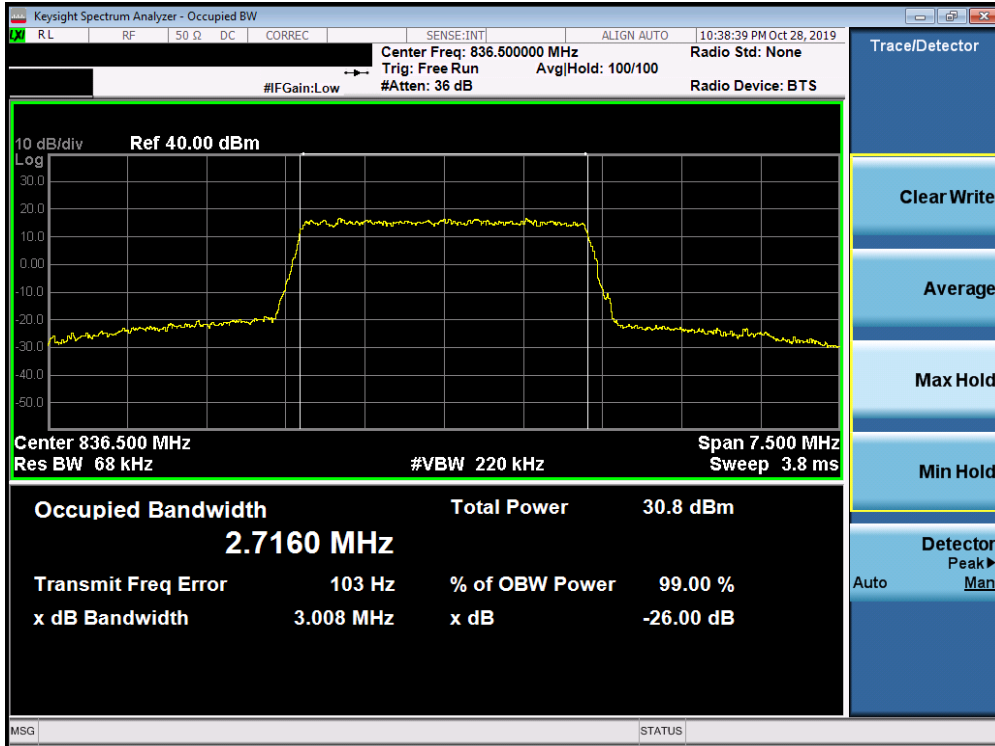 Keysight Spectrum Analyzer - Occupied BW
LXI RL RF 50 Ω DC CORREC SENSE:INT ALIGN AUTO 10:38:39 PM Oct 28, 2019
Center Freq: 836.500000 MHz Radio Std: None
Trig: Free Run Avg|Hold: 100/100
#IFGain:Low #Atten: 36 dB Radio Device: BTS
Trace/Detector
10 dB/div Ref 40.00 dBm
Log
30.0
20.0
10.0
0.00
-10.0
-20.0
-30.0
-40.0
-50.0
Center 836.500 MHz Span 7.500 MHz
Res BW 68 kHz #VBW 220 kHz Sweep 3.8 ms
Occupied Bandwidth Total Power 30.8 dBm
2.7160 MHz
Transmit Freq Error 103 Hz % of OBW Power 99.00 %
x dB Bandwidth 3.008 MHz x dB -26.00 dB
Clear Write
Average
Max Hold
Min Hold
Detector
Peak
Auto Man
MSG STATUS